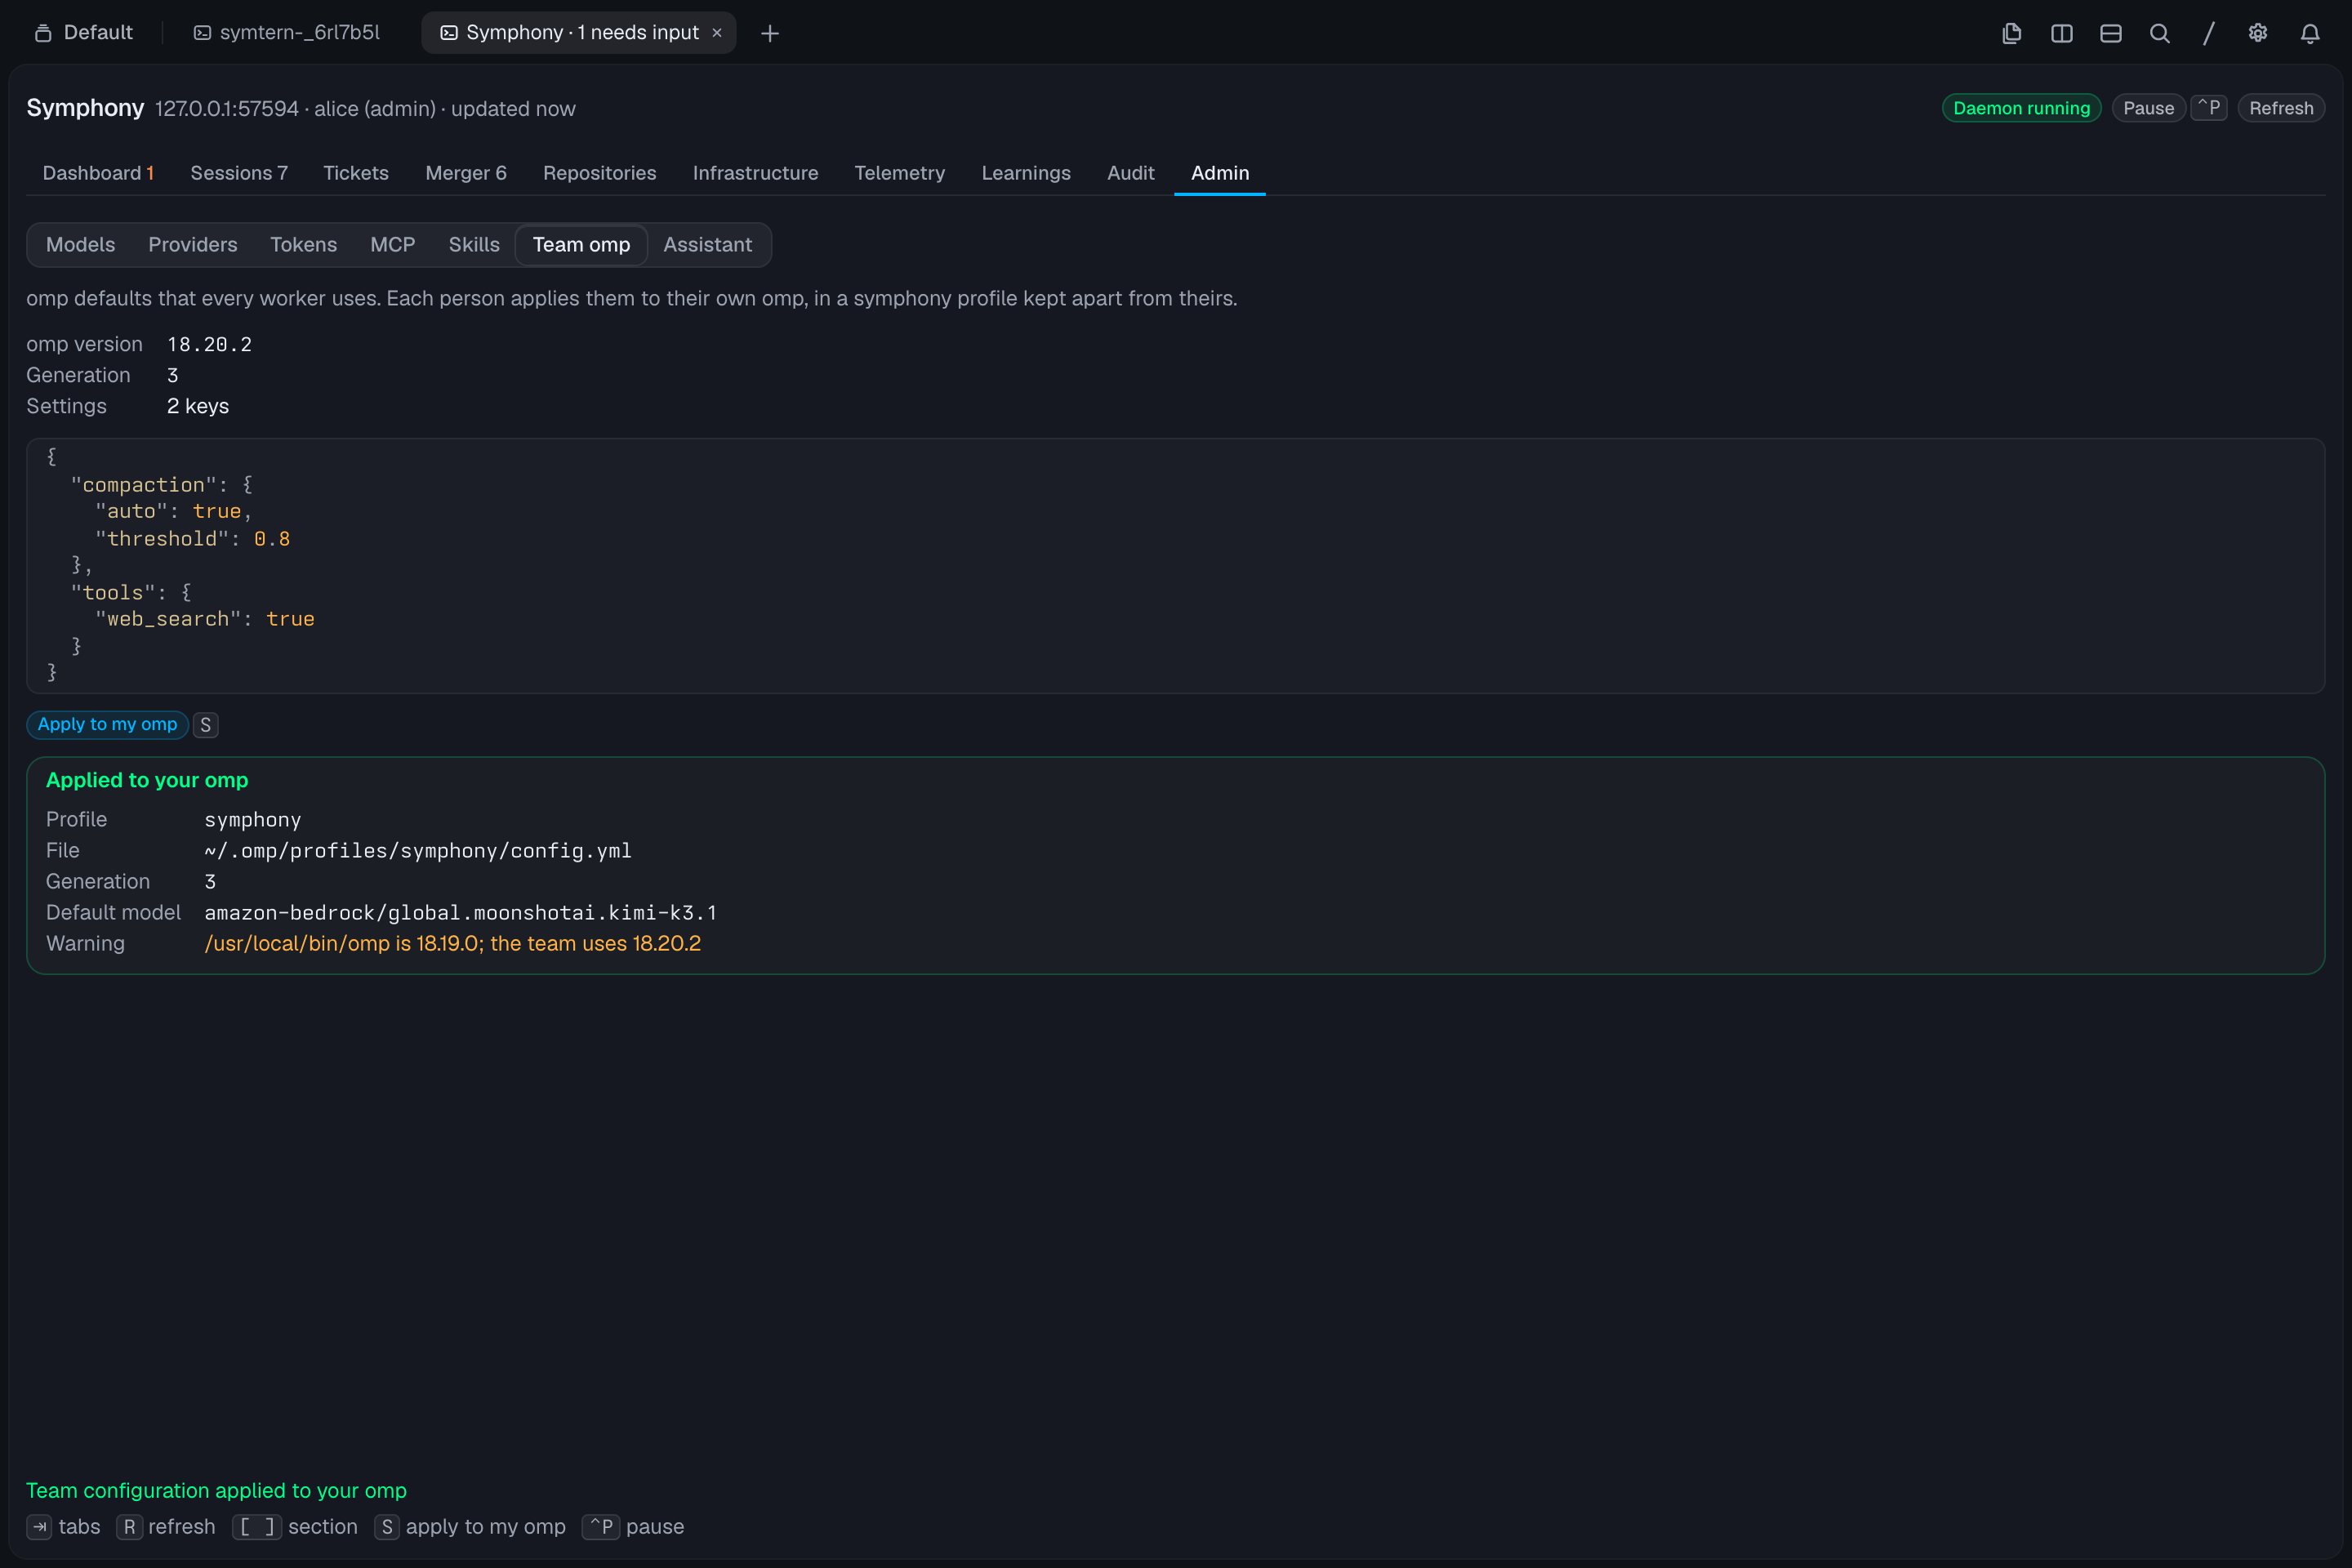 Default symtern-_6rl7b5l Symphony · 1 needs input × +
Symphony 127.0.0.1:57594 · alice (admin) · updated now Daemon running Pause ^P Refresh
Dashboard 1 Sessions 7 Tickets Merger 6 Repositories Infrastructure Telemetry Learnings Audit Admin
Models Providers Tokens MCP Skills Team omp Assistant
omp defaults that every worker uses. Each person applies them to their own omp, in a symphony profile kept apart from theirs.
omp version 18.20.2
Generation 3
Settings 2 keys
{
  "compaction": {
    "auto": true,
    "threshold": 0.8
  },
  "tools": {
    "web_search": true
  }
}
Apply to my omp S
Applied to your omp
Profile symphony
File ~/.omp/profiles/symphony/config.yml
Generation 3
Default model amazon-bedrock/global.moonshotai.kimi-k3.1
Warning /usr/local/bin/omp is 18.19.0; the team uses 18.20.2
Team configuration applied to your omp
⇥ tabs R refresh [ ] section S apply to my omp ^P pause